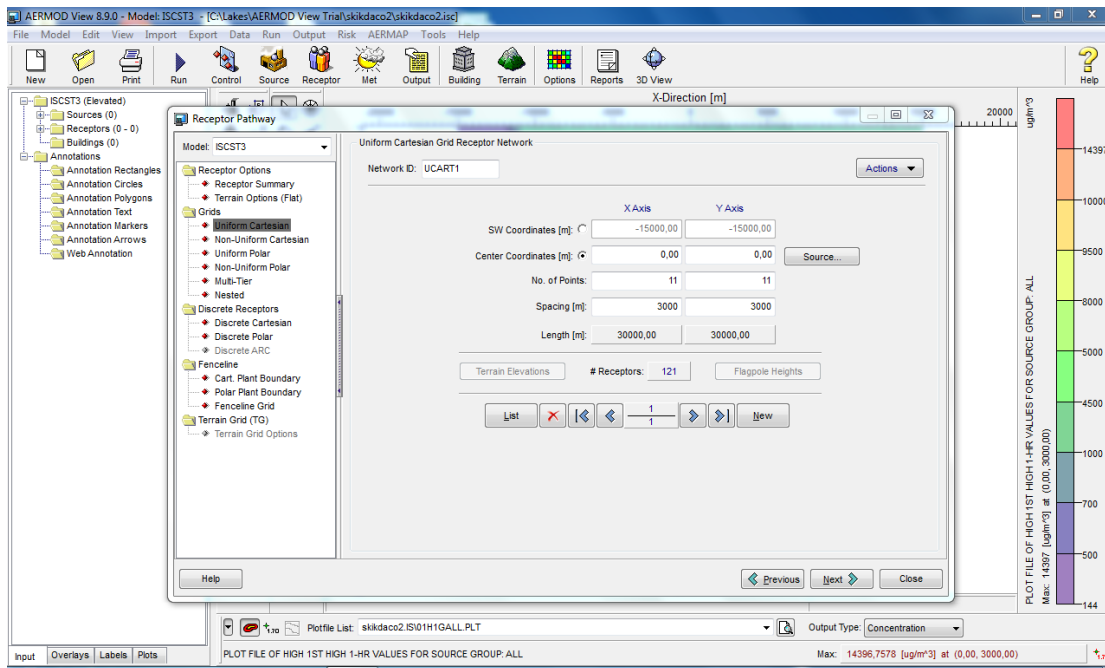 AERMOD View 8.9.0 - Model: ISCST3 - [C:\Lakes\AERMOD View Trial\skikdaco2\skikdaco2.isc]
File Model Edit View Import Export Data Run Output Risk AERMAP Tools Help
New Open Print Run Control Source Receptor Met Output Building Terrain Options Reports 3D View Help
ISCST3 (Elevated)
Sources (0)
Receptors (0 - 0)
Buildings (0)
Annotations
Annotation Rectangles
Annotation Circles
Annotation Polygons
Annotation Text
Annotation Markers
Annotation Arrows
Web Annotation
X-Direction [m]
20000
Receptor Pathway
Model: ISCST3
Receptor Options
Receptor Summary
Terrain Options (Flat)
Grids
Uniform Cartesian
Non-Uniform Cartesian
Uniform Polar
Non-Uniform Polar
Multi-Tier
Nested
Discrete Receptors
Discrete Cartesian
Discrete Polar
Discrete ARC
Fenceline
Cart. Plant Boundary
Polar Plant Boundary
Fenceline Grid
Terrain Grid (TG)
Terrain Grid Options
Uniform Cartesian Grid Receptor Network
Network ID: UCART1 Actions
X Axis Y Axis
SW Coordinates [m]: -15000,00 -15000,00
Center Coordinates [m]: 0,00 0,00 Source...
No. of Points: 11 11
Spacing [m]: 3000 3000
Length [m]: 30000,00 30000,00
Terrain Elevations # Receptors: 121 Flagpole Heights
List 1 New
1
Help Previous Next Close
ug/m^3
14397
10000
9500
8000
5000
4500
1000
700
500
144
PLOT FILE OF HIGH 1ST HIGH 1-HR VALUES FOR SOURCE GROUP: ALL
Max: 14397 [ug/m^3] at (0,00, 3000,00)
1.70 Plotfile List: skikdaco2.IS\01H1GALL.PLT Output Type: Concentration
Input Overlays Labels Plots
PLOT FILE OF HIGH 1ST HIGH 1-HR VALUES FOR SOURCE GROUP: ALL Max: 14396,7578 [ug/m^3] at (0,00, 3000,00)